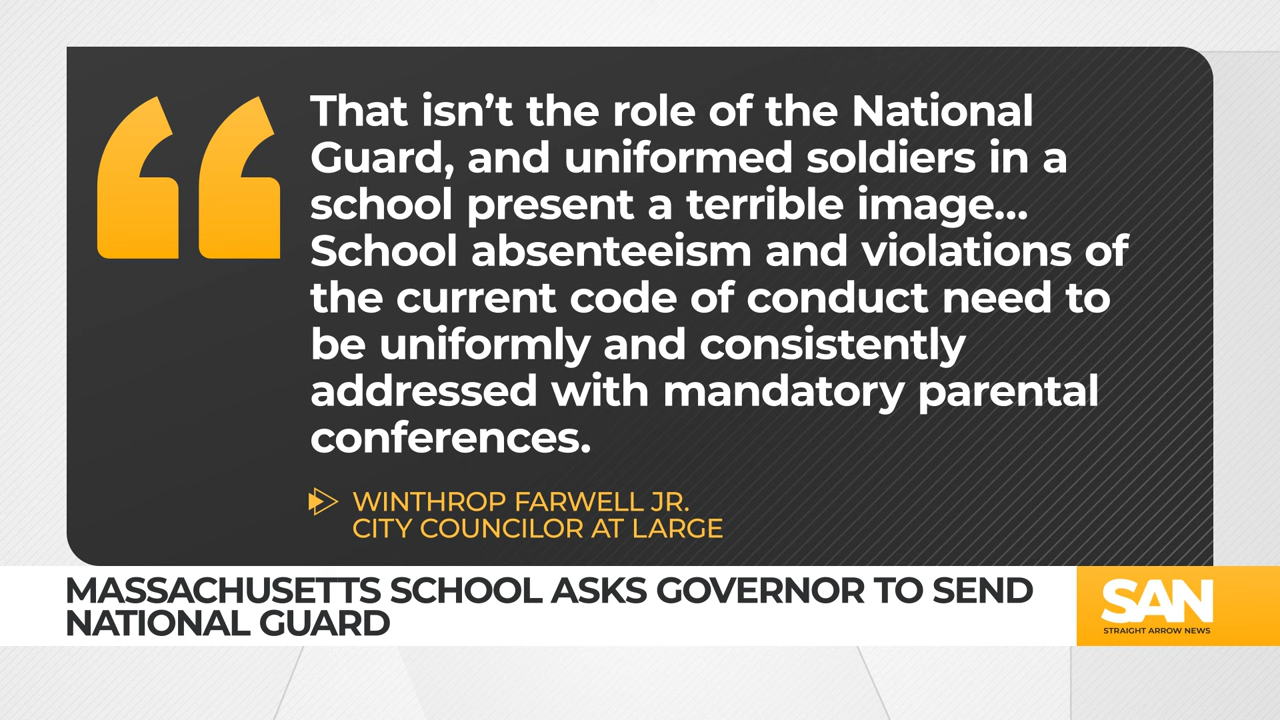 That isn’t the role of the National
Guard, and uniformed soldiers in a
school present a terrible image...
School absenteeism and violations of
the current code of conduct need to
be uniformly and consistently
addressed with mandatory parental
conferences.
WINTHROP FARWELL JR.
CITY COUNCILOR AT LARGE
MASSACHUSETTS SCHOOL ASKS GOVERNOR TO SEND
NATIONAL GUARD
SAN
STRAIGHT ARROW NEWS